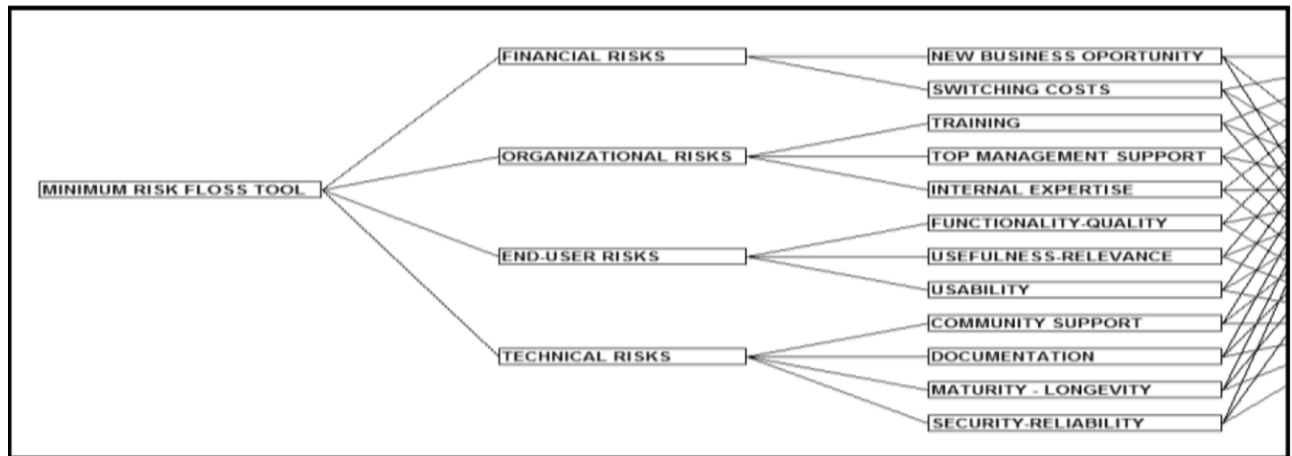 FINANCIAL RISKS
NEW BUSINESS OPORTUNITY
SWITCHING COSTS
TRAINING
ORGANIZATIONAL RISKS
TOP MANAGEMENT SUPPORT
MINIMUM RISK FLOSS TOOL
INTERNAL EXPERTISE
FUNCTIONALITY-QUALITY
END-USER RISKS
USEFULNESS-RELEVANCE
USABILITY
COMMUNITY SUPPORT
TECHNICAL RISKS
DOCUMENTATION
MATURITY - LONGEVITY
SECURITY-RELIABILITY